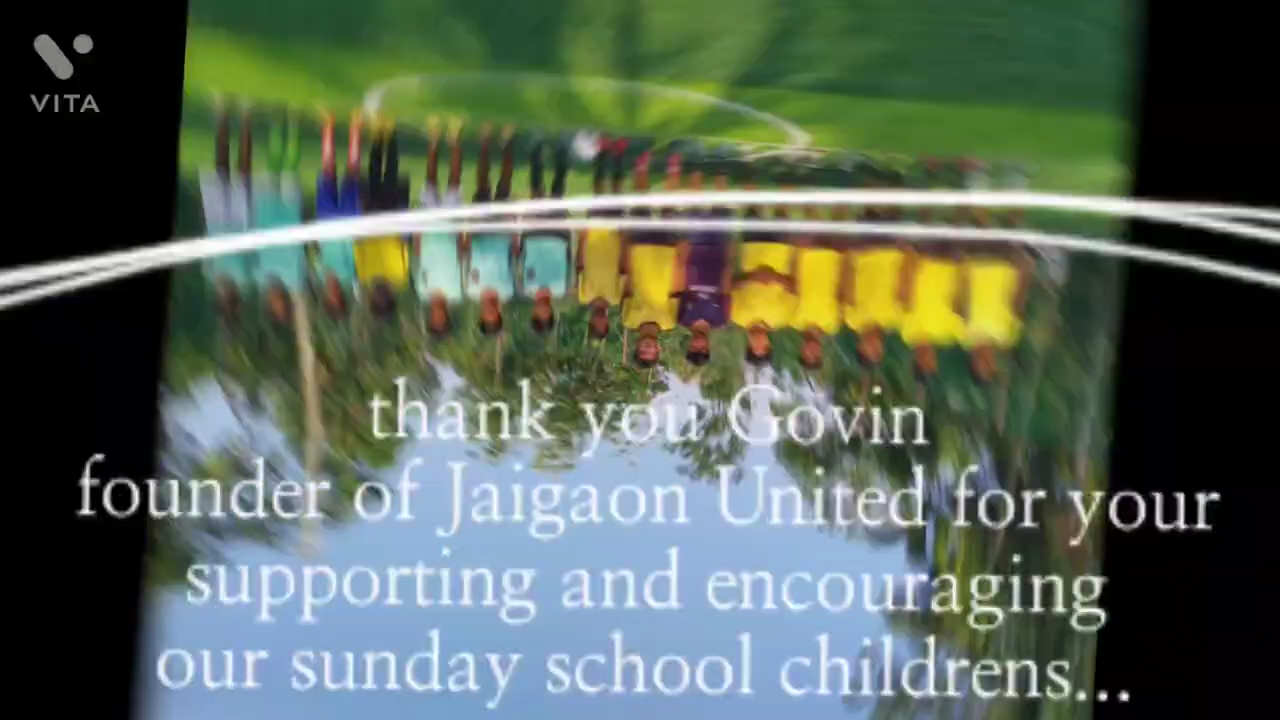 VITA
thank you Govin
founder of Jaigaon United for your
supporting and encouraging
our sunday school childrens...